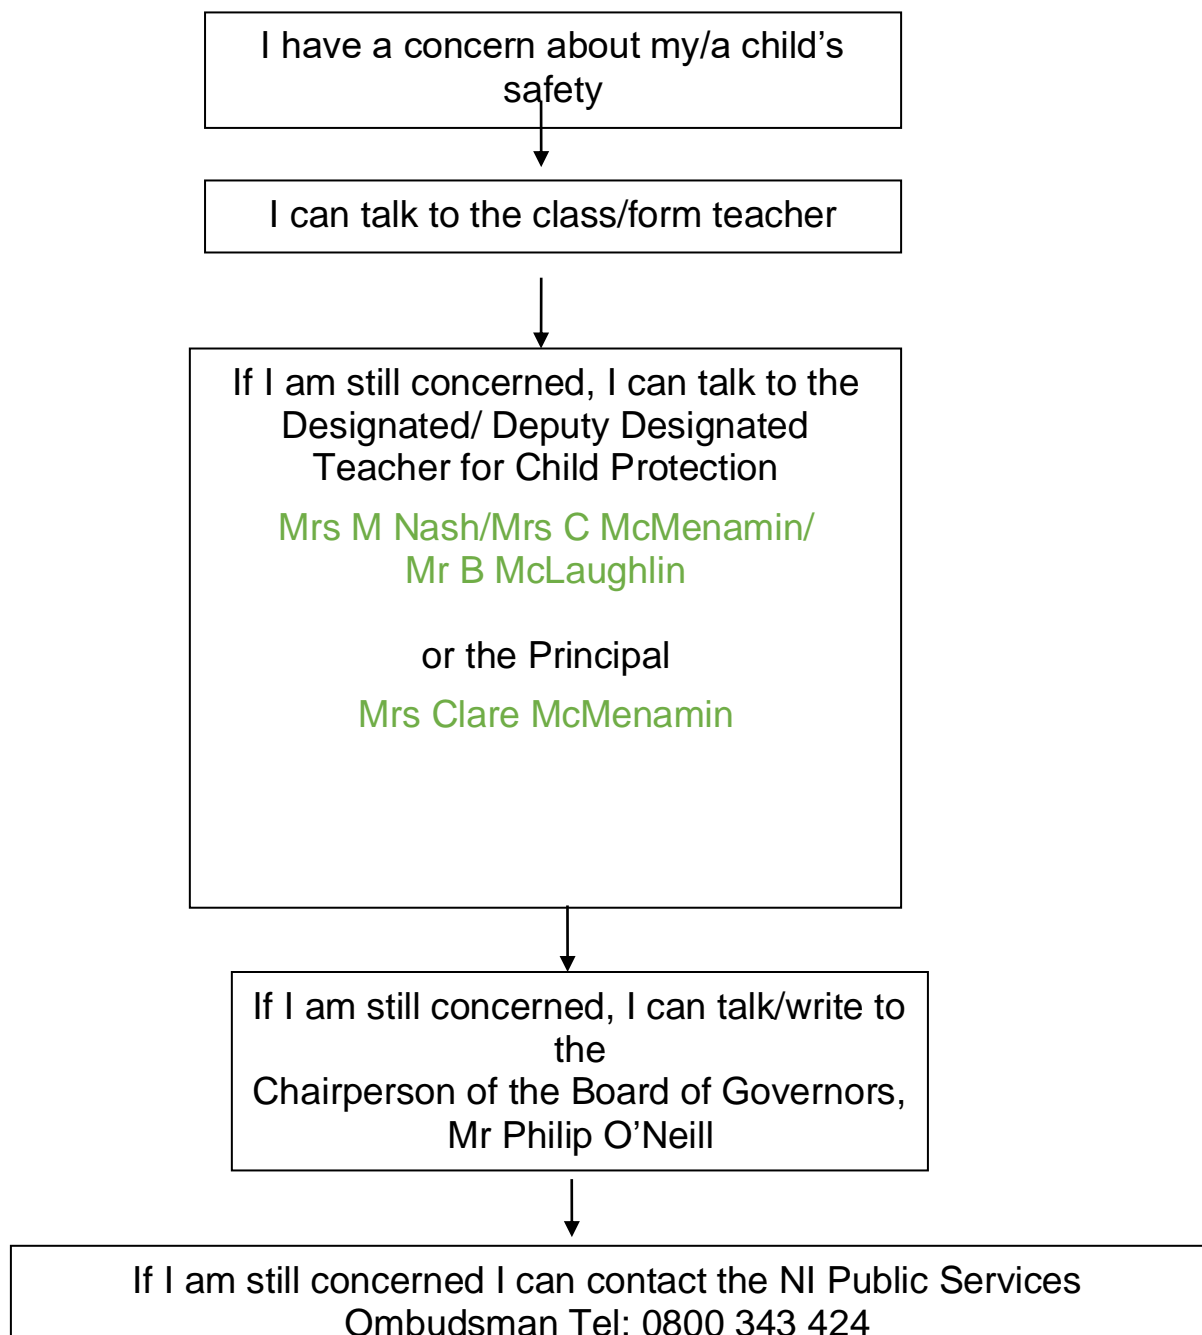 I have a concern about my/a child’s
safety
I can talk to the class/form teacher
If I am still concerned, I can talk to the
Designated/ Deputy Designated
Teacher for Child Protection
Mrs M Nash/Mrs C McMenamin/
Mr B McLaughlin
or the Principal
Mrs Clare McMenamin
If I am still concerned, I can talk/write to
the
Chairperson of the Board of Governors,
Mr Philip O’Neill
If I am still concerned I can contact the NI Public Services
Ombudsman Tel: 0800 343 424